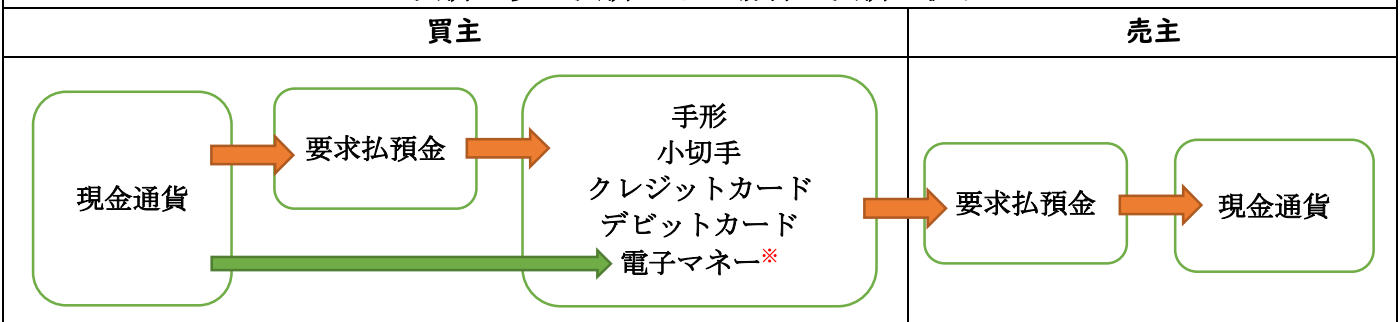 買主
売主
現金通貨
要求払預金
手形
小切手
クレジットカード
デビットカード
電子マネー※
要求払預金
現金通貨